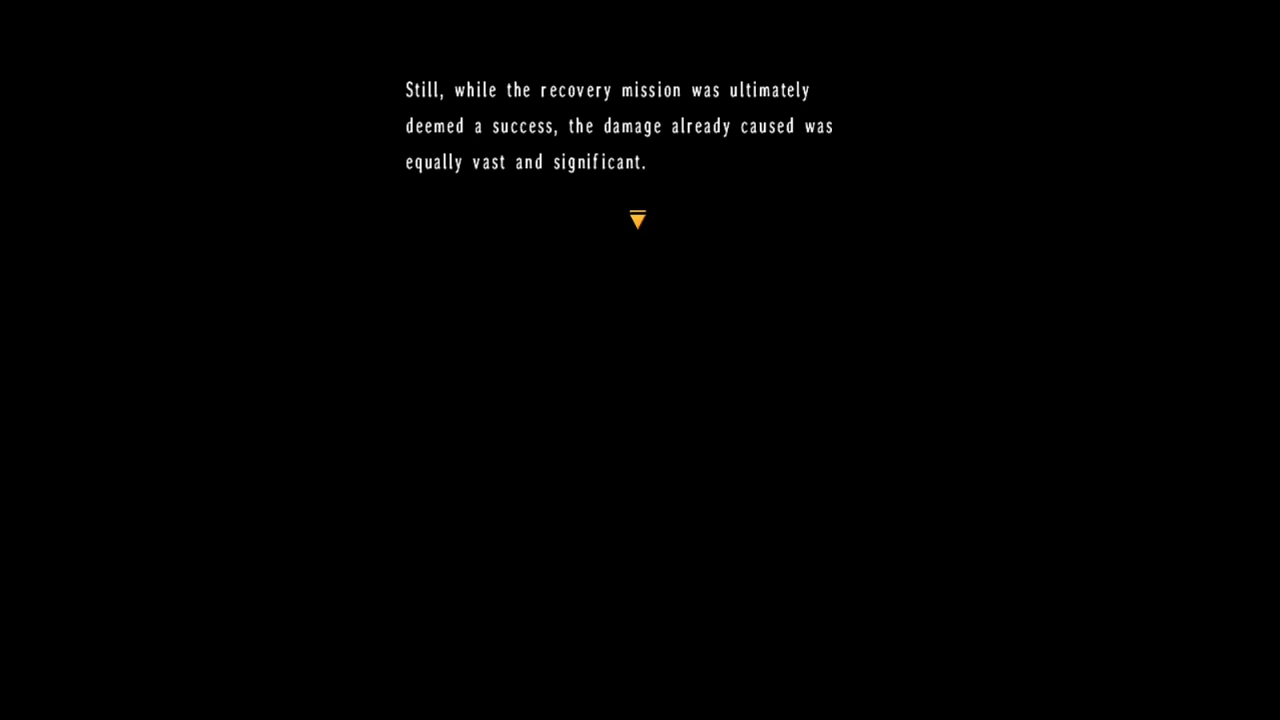 Still, while the recovery mission was ultimately
deemed a success, the damage already caused was
equally vast and significant.